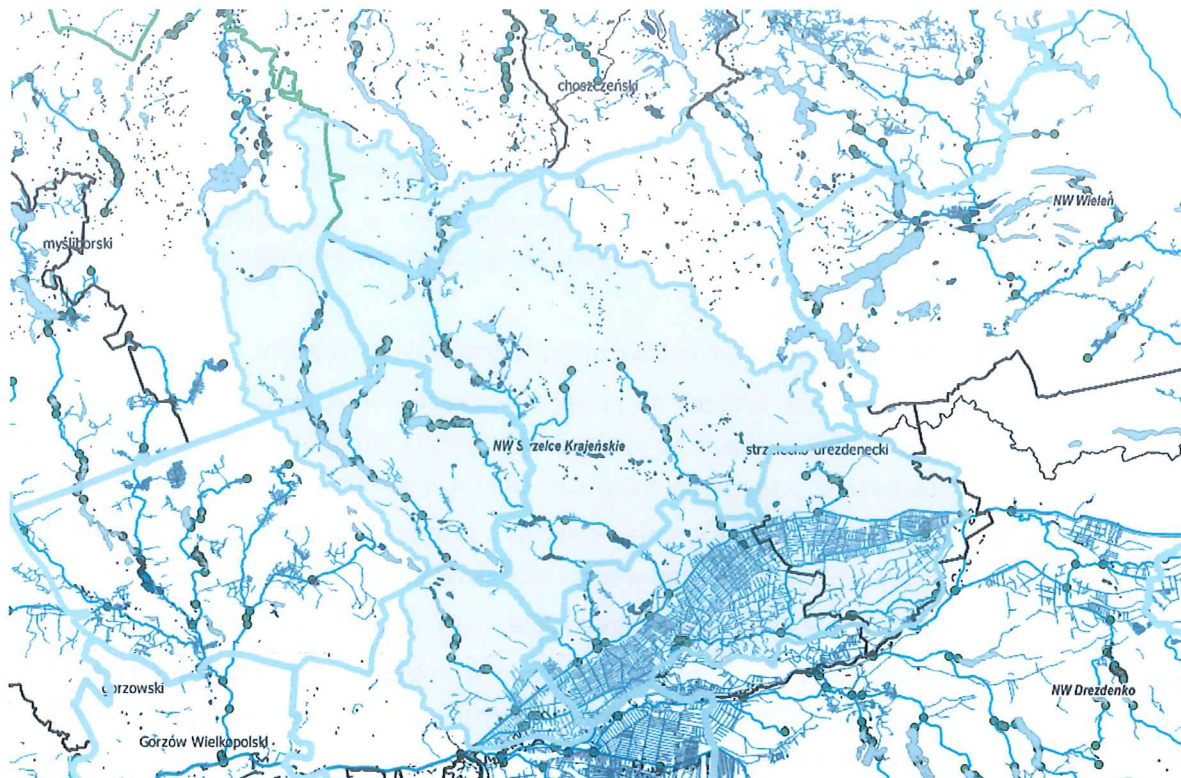 choszczeński
NW Wieleń
myśliborski
NW Strzelce Krajeńskie
strzelecko-drezdenecki
gorzowski
NW Drezdenko
Gorzów Wielkopolski